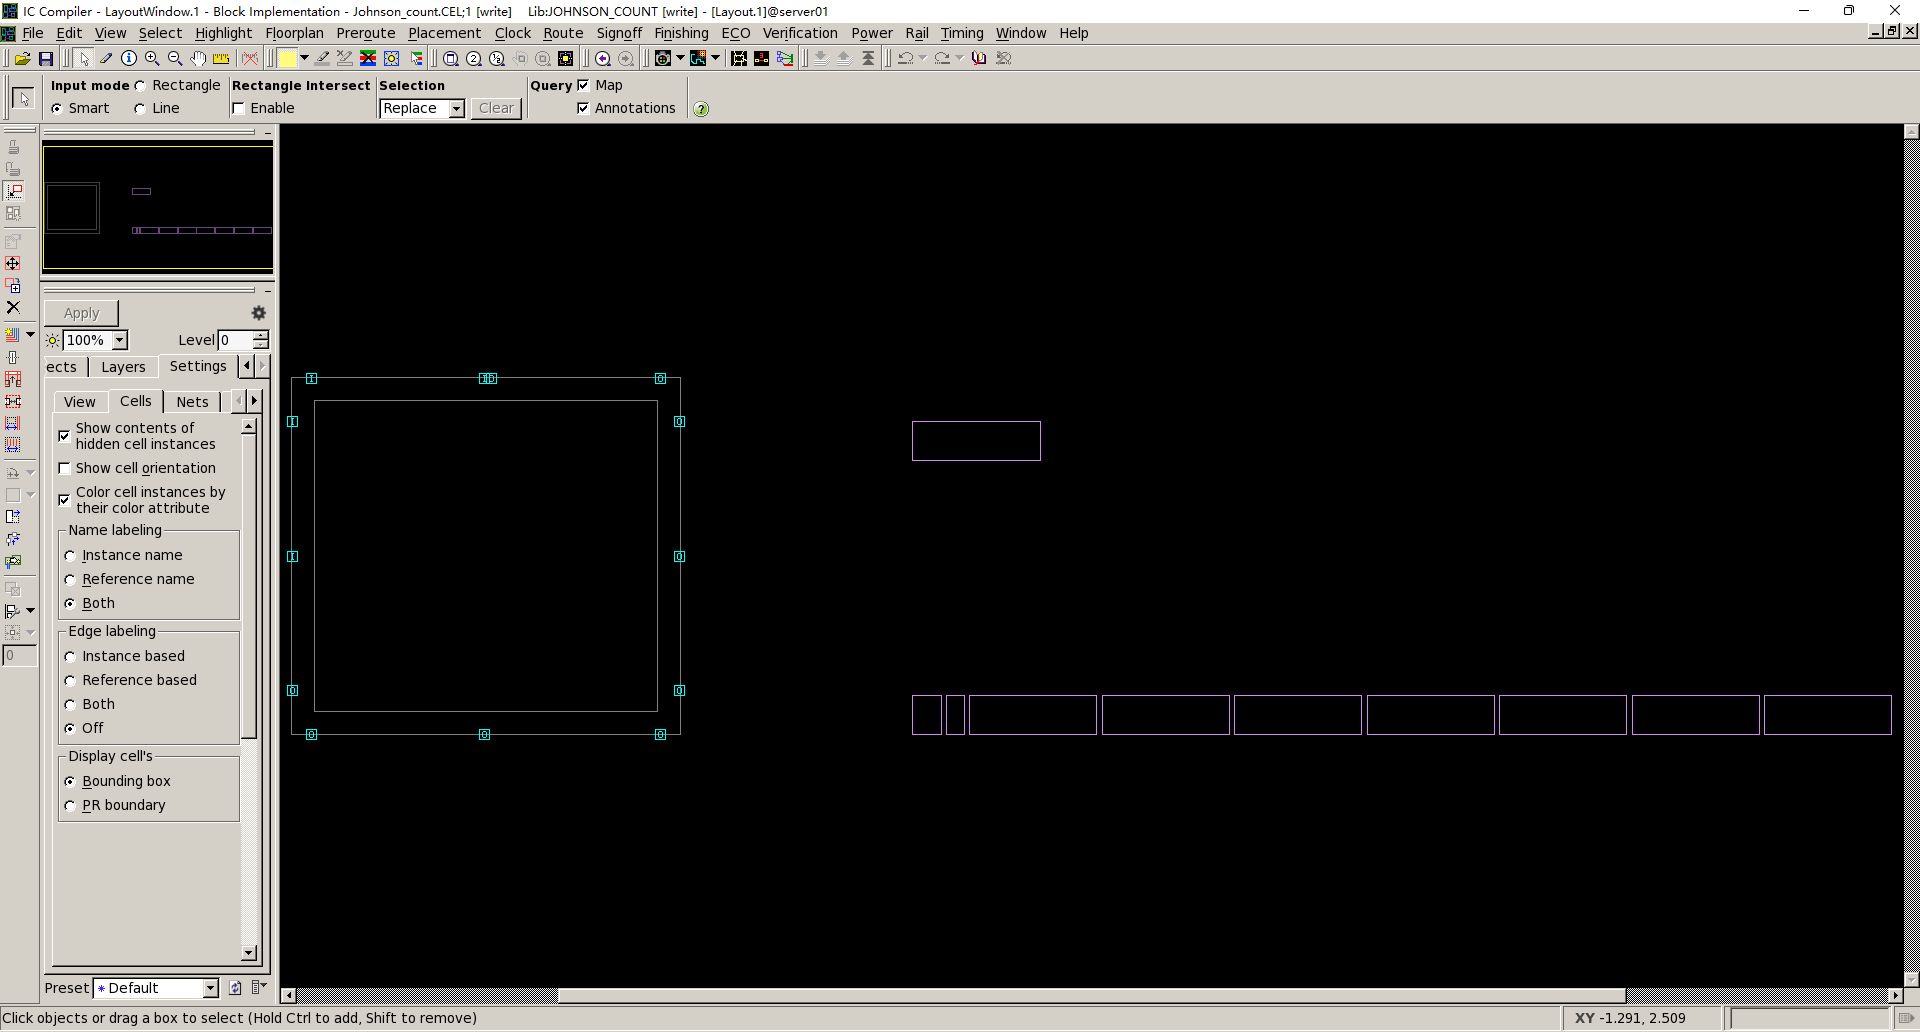 IC Compiler - LayoutWindow.1 - Block Implementation - Johnson_count.CEL;1 [write]    Lib:JOHNSON_COUNT [write] - [Layout.1]@server01
File Edit View Select Highlight Floorplan Preroute Placement Clock Route Signoff Finishing ECO Verification Power Rail Timing Window Help
Input mode Rectangle Rectangle Intersect Selection Query Map
Smart Line Enable Replace Clear Annotations
Apply
100% Level 0
ects Layers Settings
View Cells Nets
Show contents of
hidden cell instances
Show cell orientation
Color cell instances by
their color attribute
Name labeling
Instance name
Reference name
Both
Edge labeling
Instance based
Reference based
Both
Off
0
Display cell's
Bounding box
PR boundary
Preset * Default
Click objects or drag a box to select (Hold Ctrl to add, Shift to remove) XY -1.291, 2.509